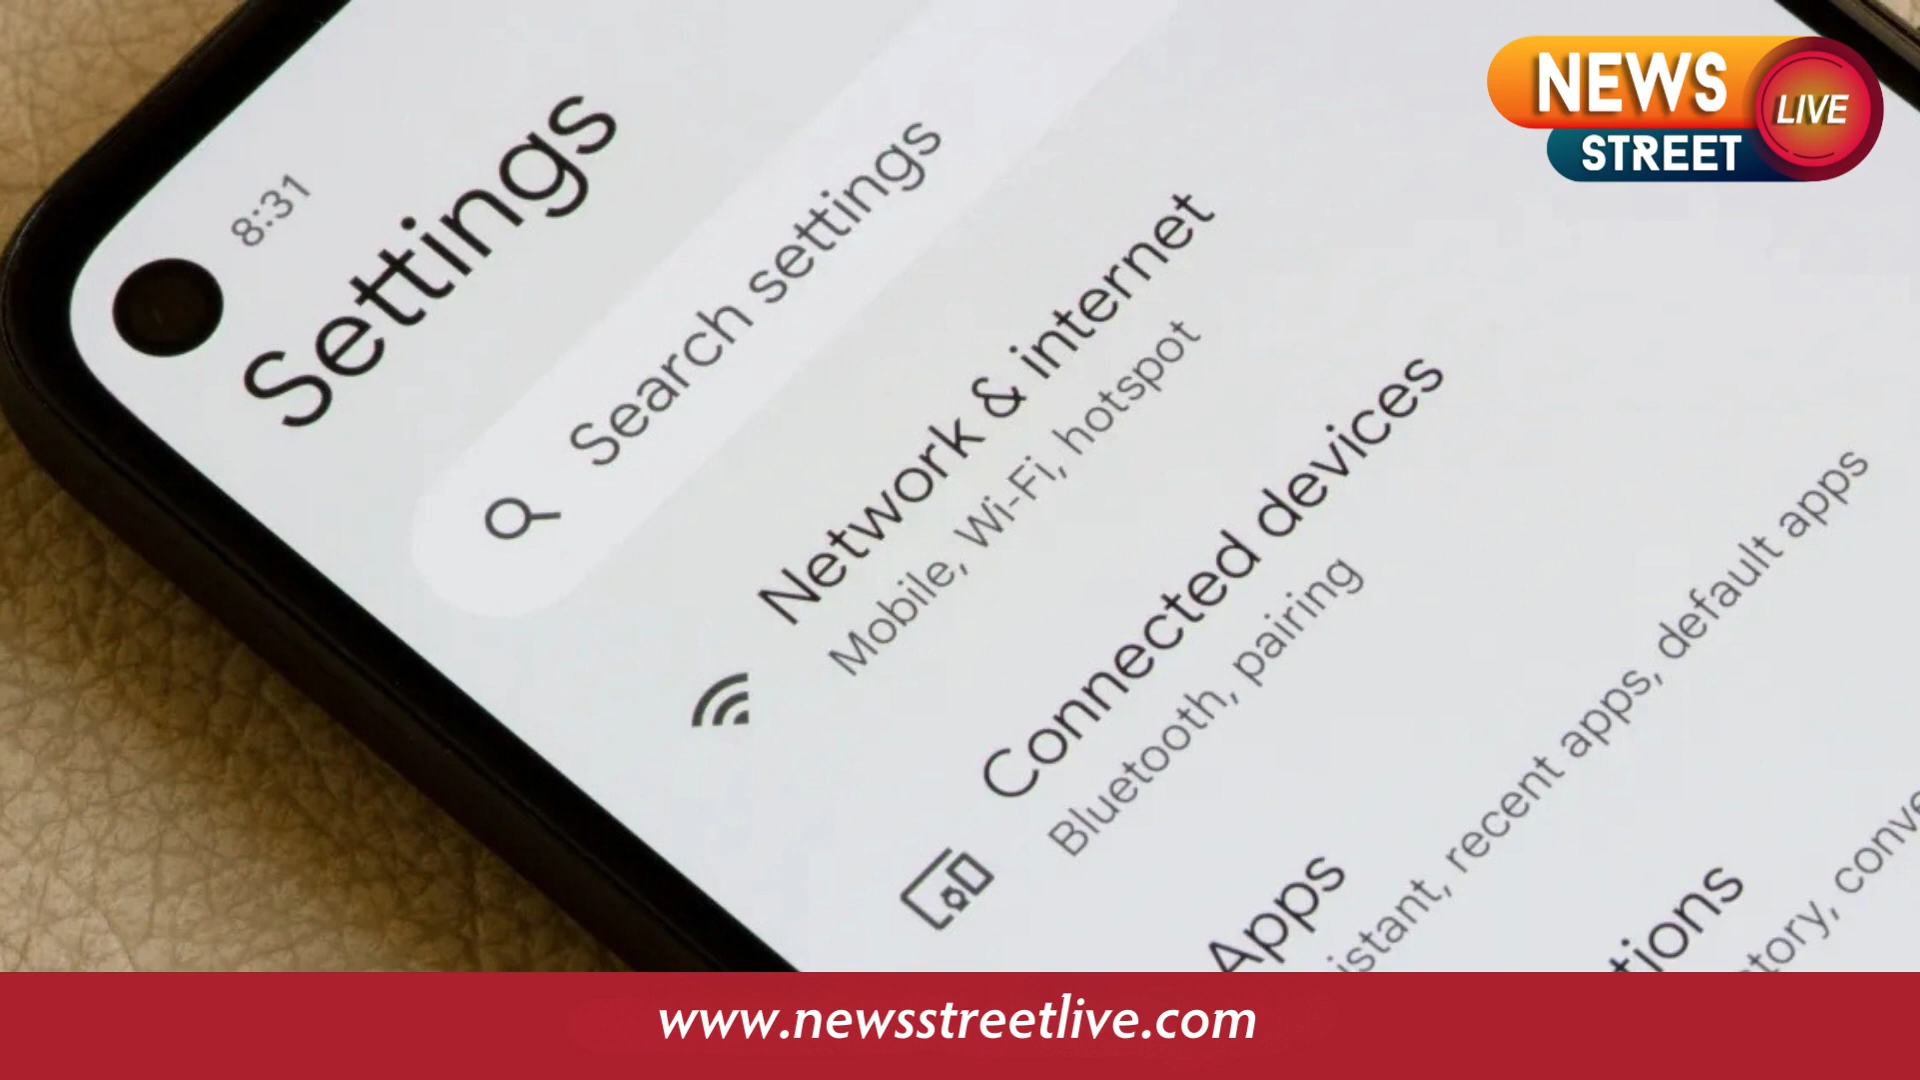 NEWS
STREET
LIVE
8:31
Settings
Search settings
Network & internet
Mobile, Wi-Fi, hotspot
Connected devices
Bluetooth, pairing
Apps
istant, recent apps, default apps
tions
tory, conve
www.newsstreetlive.com